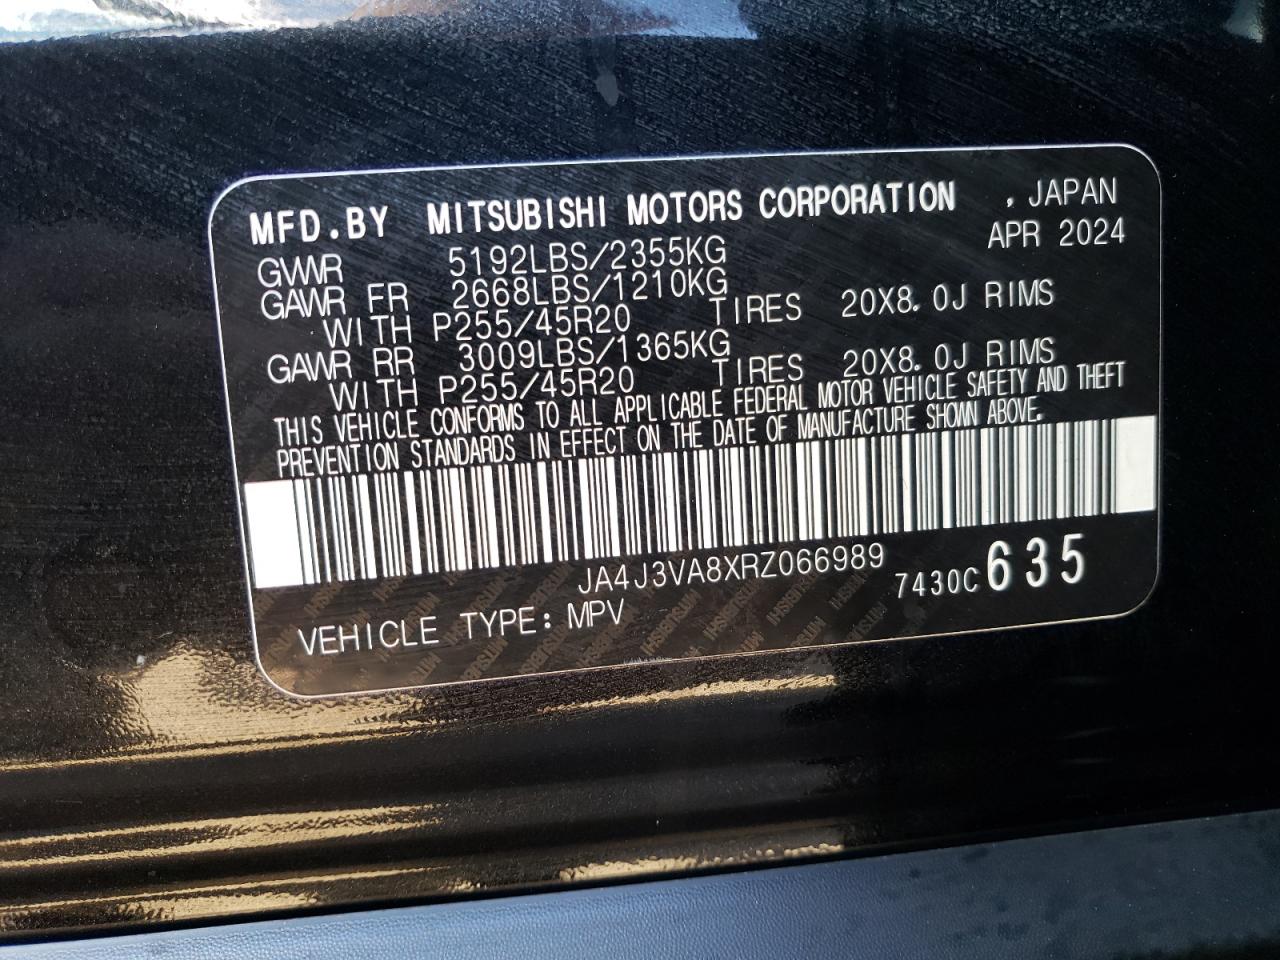 MFD.BY MITSUBISHI MOTORS CORPORATION , JAPAN
APR 2024
GVWR 5192LBS/2355KG
GAWR FR 2668LBS/1210KG
WITH P255/45R20 TIRES 20X8.0J RIMS
GAWR RR 3009LBS/1365KG
WITH P255/45R20 TIRES 20X8.0J RIMS
THIS VEHICLE CONFORMS TO ALL APPLICABLE FEDERAL MOTOR VEHICLE SAFETY AND THEFT
PREVENTION STANDARDS IN EFFECT ON THE DATE OF MANUFACTURE SHOWN ABOVE.
JA4J3VA8XRZ066989
7430C 635
VEHICLE TYPE: MPV